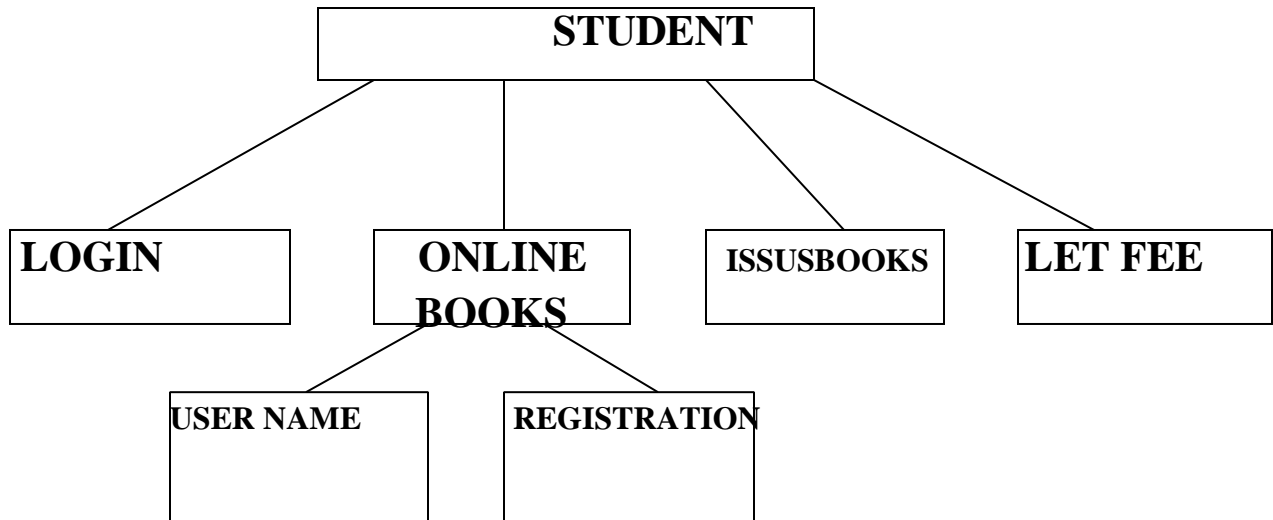 STUDENT
LOGIN
ONLINE
BOOKS
ISSUSBOOKS
LET FEE
USER NAME
REGISTRATION